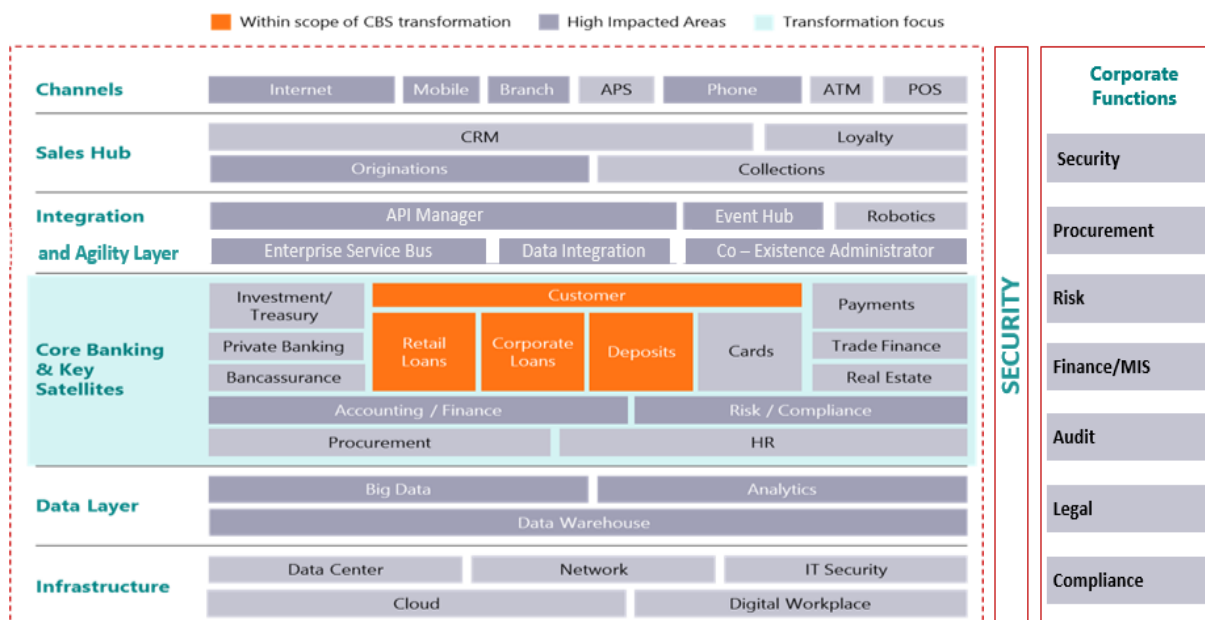 Within scope of CBS transformation
High Impacted Areas
Transformation focus
Channels
Internet
Mobile
Branch
APS
Phone
ATM
POS
Sales Hub
CRM
Loyalty
Originations
Collections
Integration
and Agility Layer
API Manager
Event Hub
Robotics
Enterprise Service Bus
Data Integration
Co – Existence Administrator
Core Banking
& Key
Satellites
Investment/
Treasury
Private Banking
Bancassurance
Customer
Retail
Loans
Corporate
Loans
Deposits
Cards
Payments
Trade Finance
Real Estate
Accounting / Finance
Risk / Compliance
Procurement
HR
Data Layer
Big Data
Analytics
Data Warehouse
Infrastructure
Data Center
Network
IT Security
Cloud
Digital Workplace
SECURITY
Corporate
Functions
Security
Procurement
Risk
Finance/MIS
Audit
Legal
Compliance